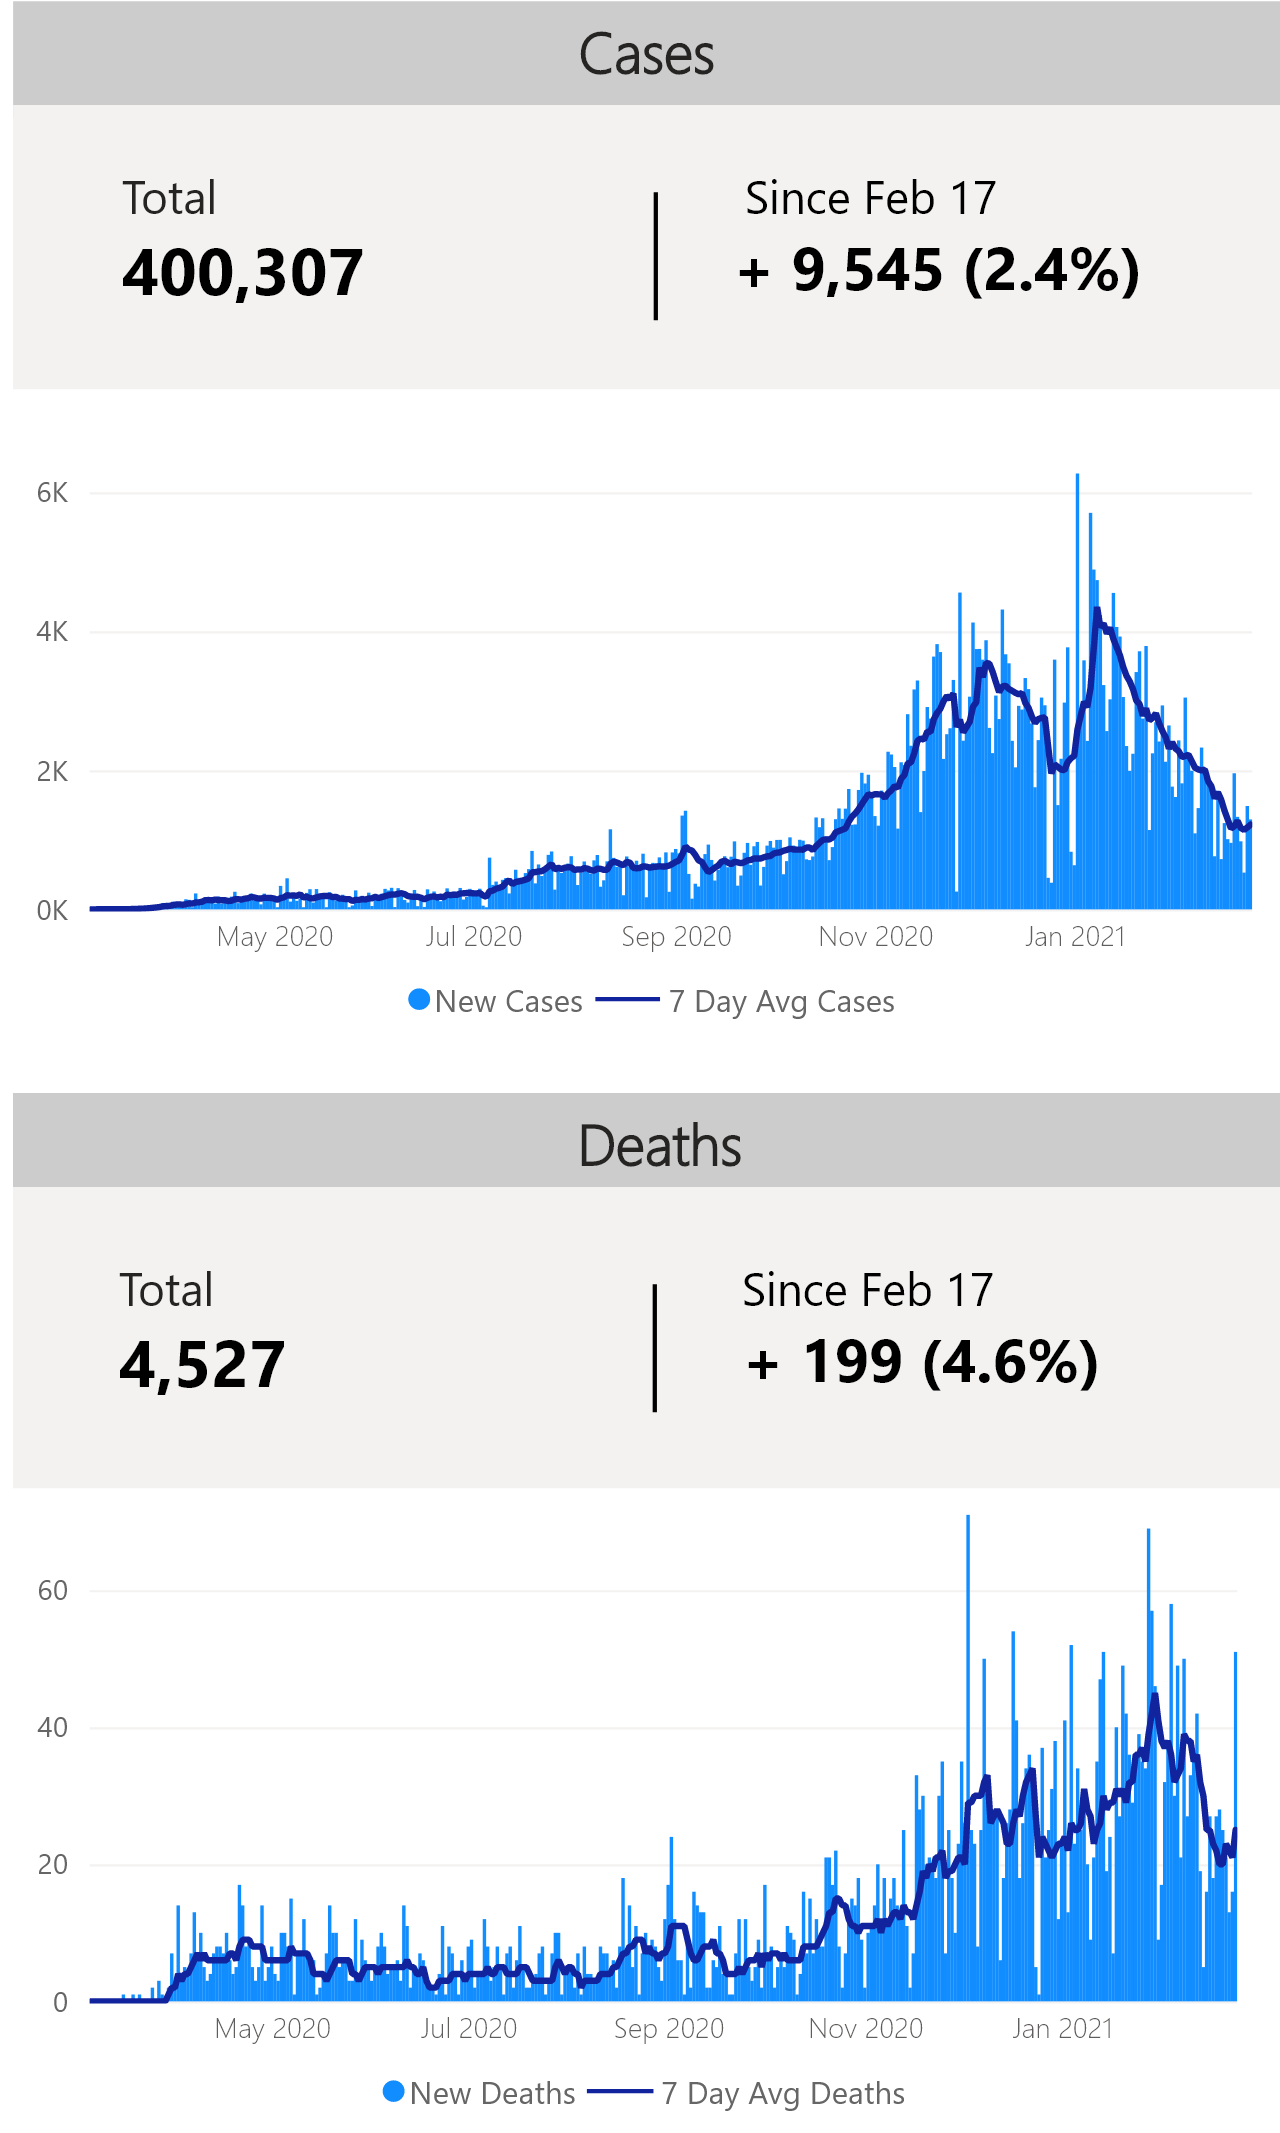 Cases
Total
Since Feb 17
400,307
+ 9,545 (2.4%)
6K
4K
2K
0K
May 2020
Jul 2020
Sep 2020
Nov 2020
Jan 2021
New Cases
7 Day Avg Cases
Deaths
Total
Since Feb 17
4,527
+ 199 (4.6%)
60
40
20
0
May 2020
Jul 2020
Sep 2020
Nov 2020
Jan 2021
New Deaths
7 Day Avg Deaths